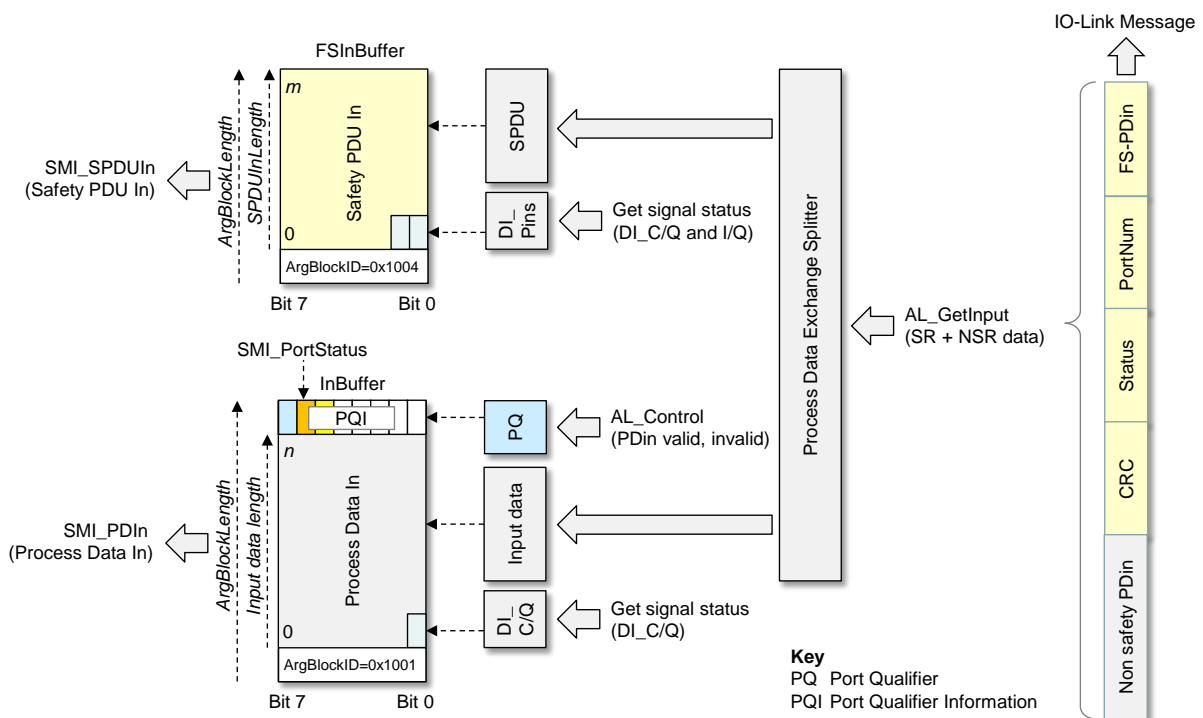 IO-Link Message
FSInBuffer
m
Safety PDU In
0
ArgBlockID=0x1004
Bit 7
Bit 0
ArgBlockLength
SPDUInLength
SMI_SPDUIn
(Safety PDU In)
SPDU
DI_
Pins
Get signal status
(DI_C/Q and I/Q)
Process Data Exchange Splitter
AL_GetInput
(SR + NSR data)
FS-PDin
PortNum
Status
CRC
Non safety PDin
SMI_PortStatus
InBuffer
PQI
n
Process Data In
0
ArgBlockID=0x1001
Bit 7
Bit 0
ArgBlockLength
Input data length
SMI_PDIn
(Process Data In)
PQ
AL_Control
(PDin valid, invalid)
Input data
DI_
C/Q
Get signal status
(DI_C/Q)
Key
PQ Port Qualifier
PQI Port Qualifier Information